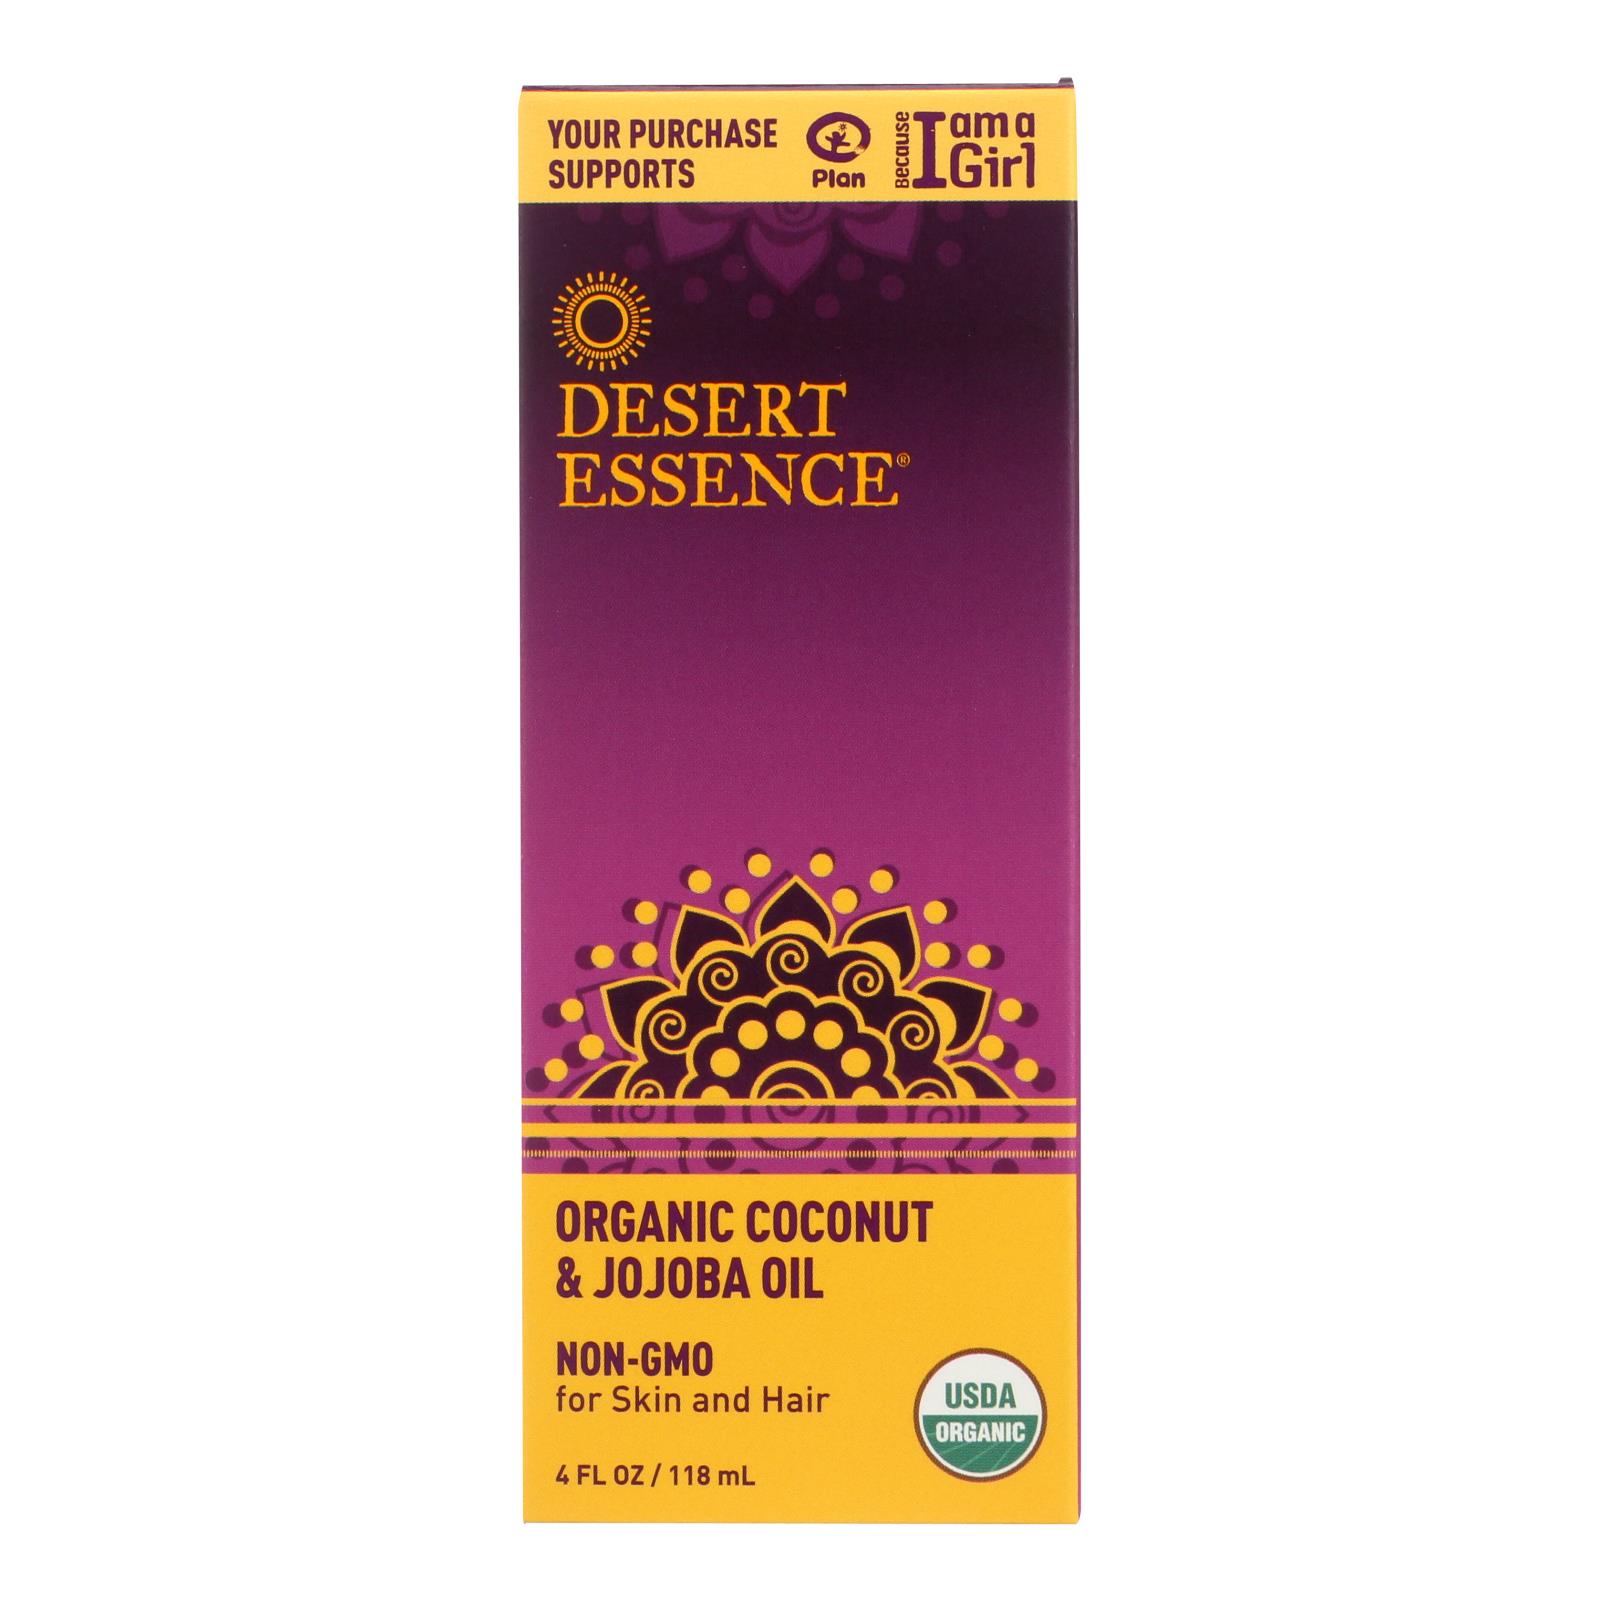 YOUR PURCHASE
SUPPORTS
Plan
Because
I am a
Girl
DESERT
ESSENCE®
ORGANIC COCONUT
& JOJOBA OIL
NON-GMO
for Skin and Hair
4 FL OZ / 118 mL
USDA
ORGANIC